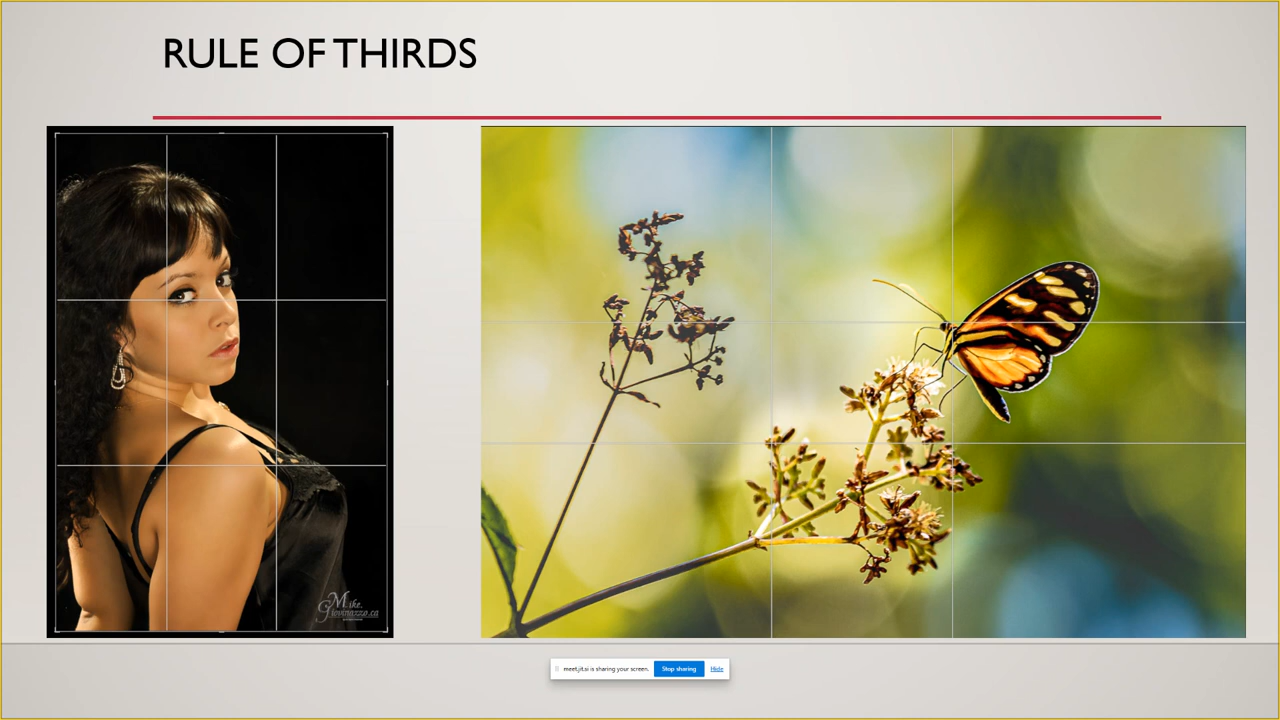 RULE OF THIRDS
Mike
Giovinazzo.ca
meet.jit.si is sharing your screen.
Stop sharing
Hide